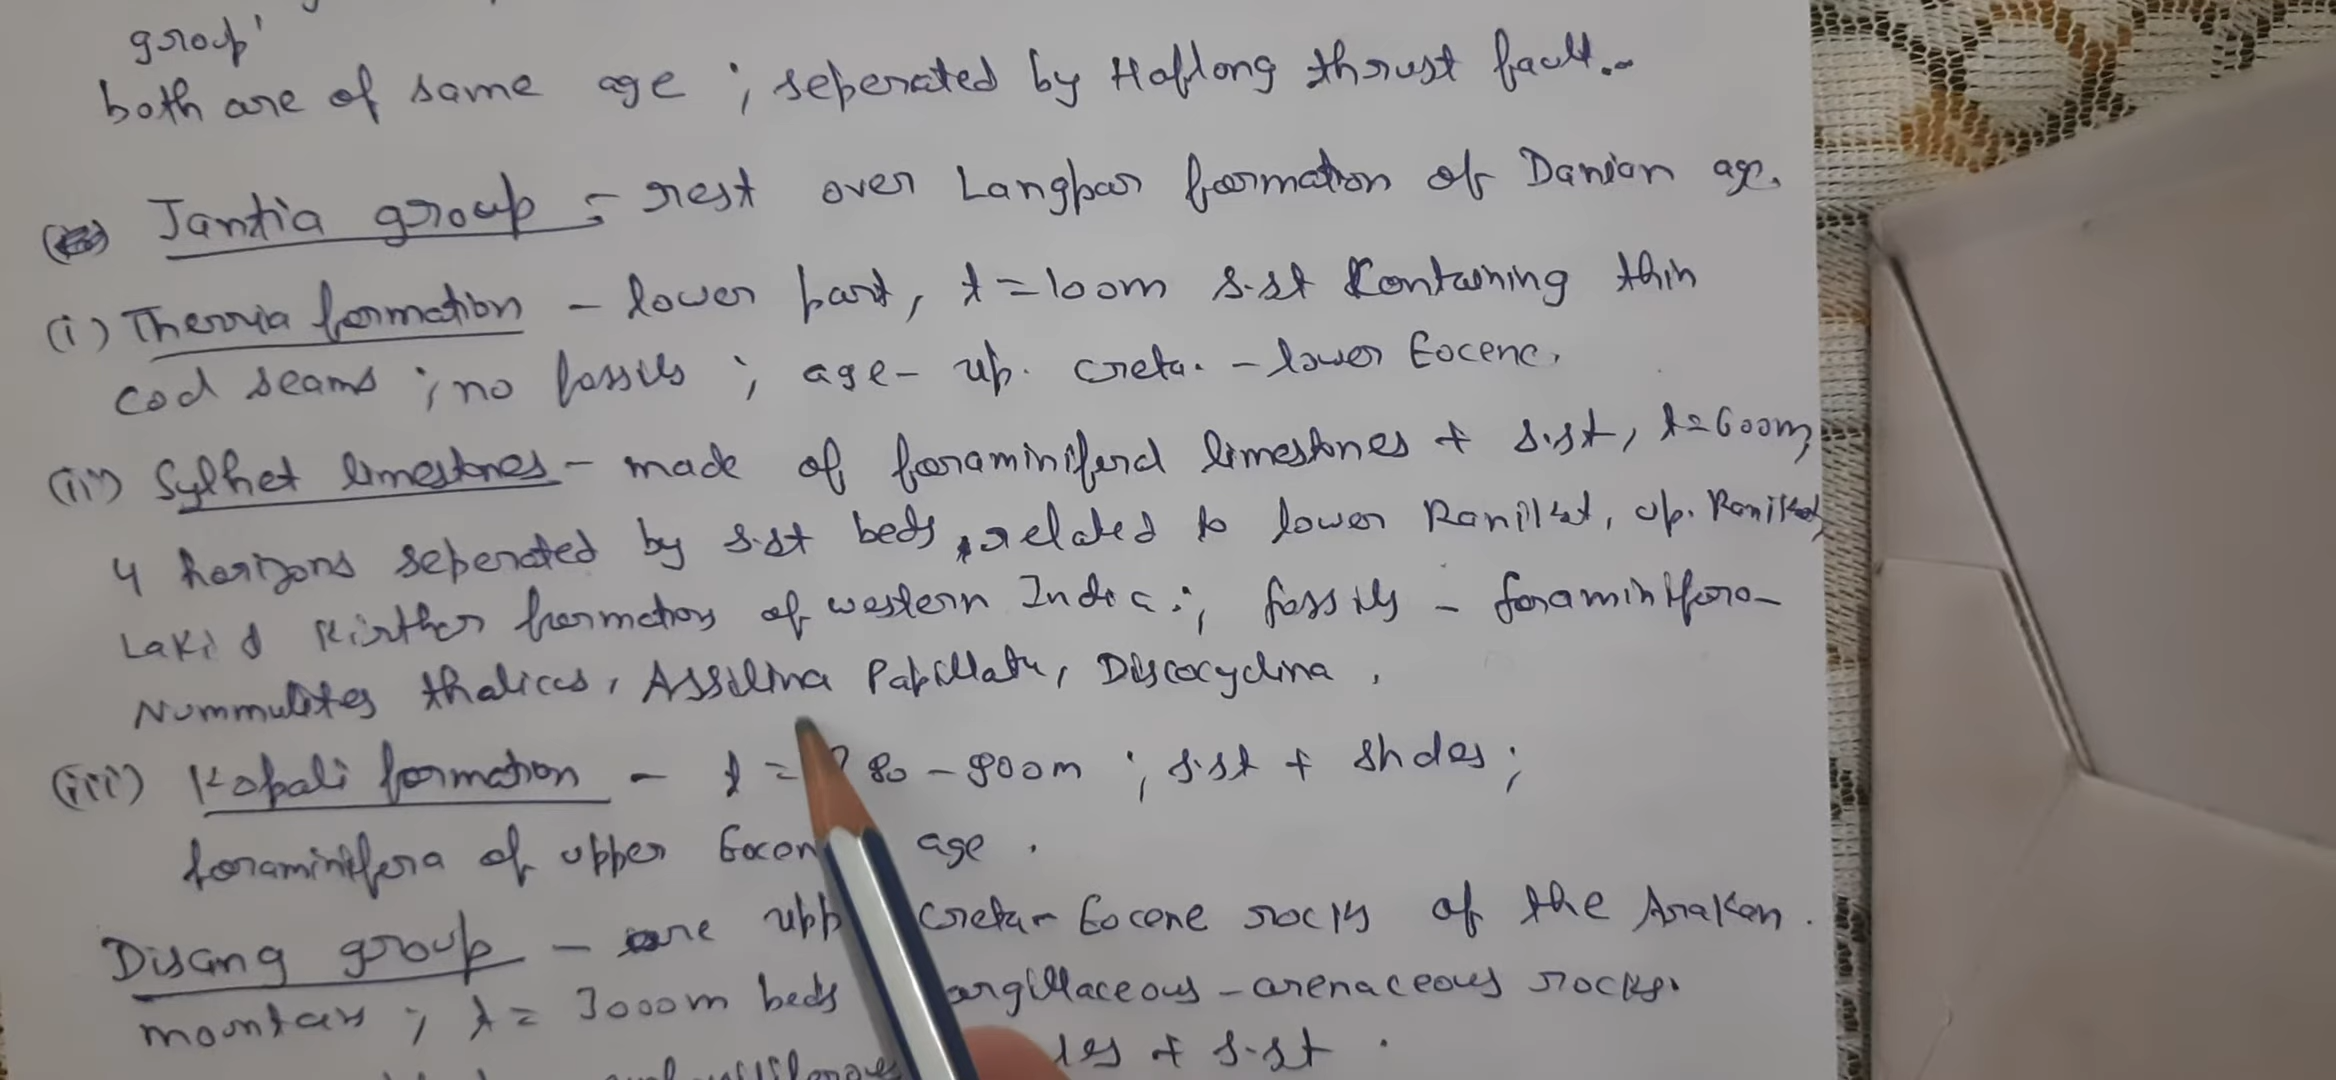 group'
both are of same age ; seperated by Haflong thrust fault..
Jantia group :- rest over Langpar formation of Danian age.
(i) Therria formation - lower part, t = 100m s.st containing thin
coal seams ; no fossils ; age - up. creta. - lower Eocene.
(ii) Sylhet limestones - made of foraminiferal limestones + s.st, t=600m,
4 horizons seperated by s.st beds, related to lower Ranikot, up. Ranikot,
Laki & Kirthar formations of western India ; fossils - foraminifera -
Nummulites thalicus, Assilina Papillata, Discocyclina .
(iii) Kopali formation - t = 80 - 900m ; s.st + shales ;
foraminifera of upper Eocen age .
Disang group - are upp creta - Eocene rocks of the Arakan .
mountain ; t = 3000m beds argillaceous - arenaceous rocks.
+ s.st .